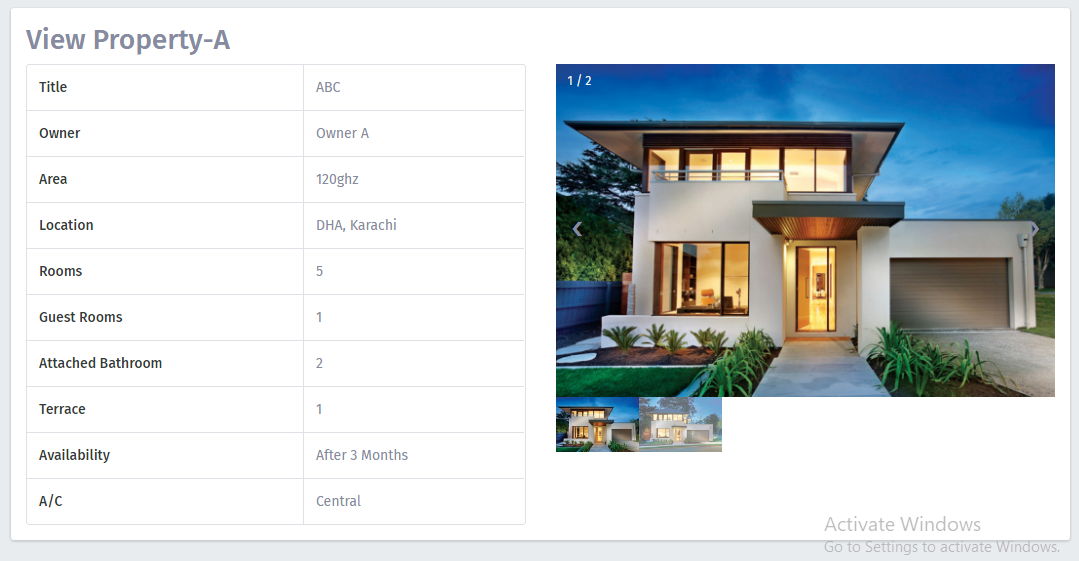 View Property-A
Title ABC
Owner Owner A
Area 120ghz
Location DHA, Karachi
Rooms 5
Guest Rooms 1
Attached Bathroom 2
Terrace 1
Availability After 3 Months
A/C Central
1 / 2
Activate Windows
Go to Settings to activate Windows.